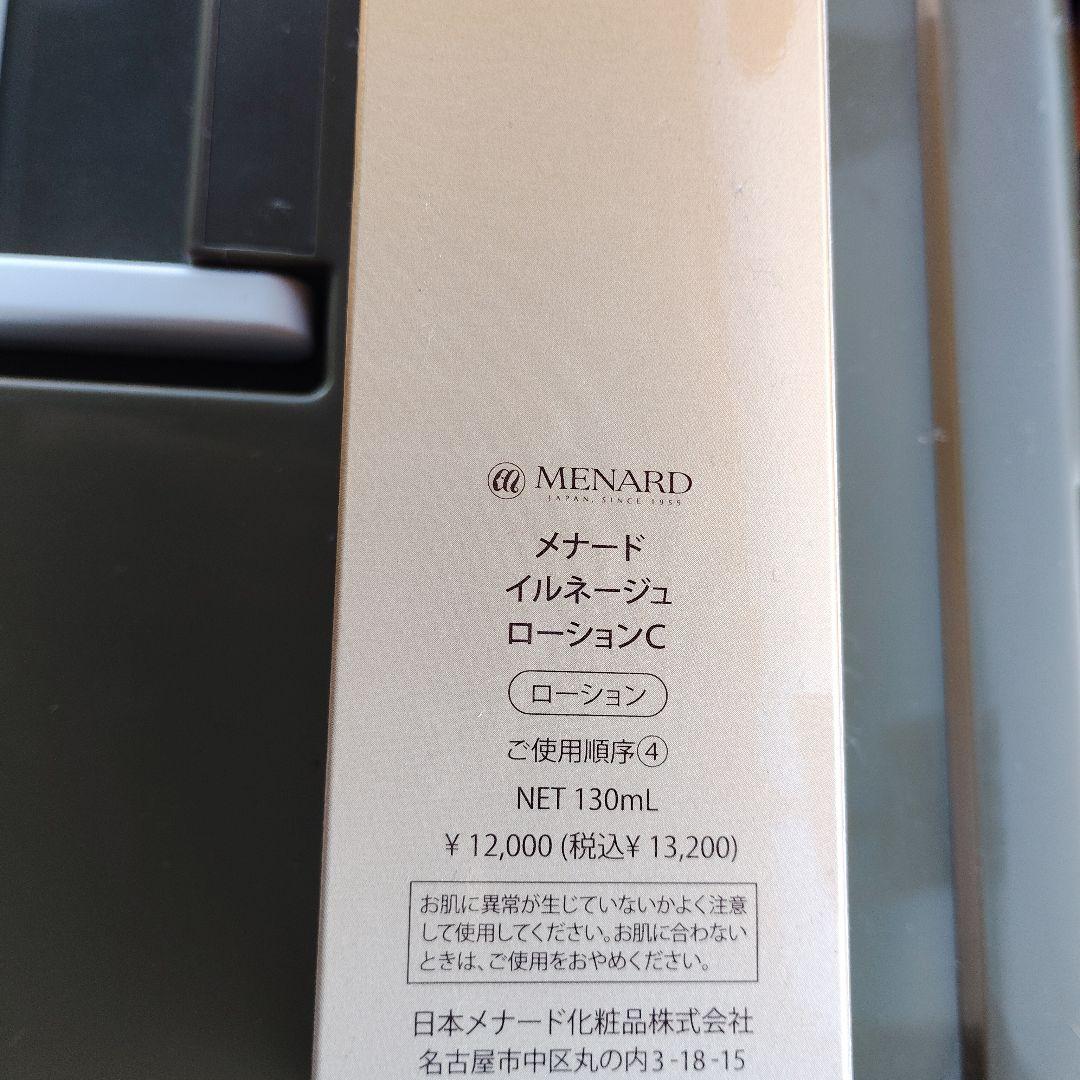 MENARD
JAPAN, SINCE 1959
メナード
イルネージュ
ローションC
ローション
ご使用順序④
NET 130mL
¥ 12,000 (税込¥ 13,200)
お肌に異常が生じていないかよく注意
して使用してください。お肌に合わない
ときは、ご使用をおやめください。
日本メナード化粧品株式会社
名古屋市中区丸の内3-18-15